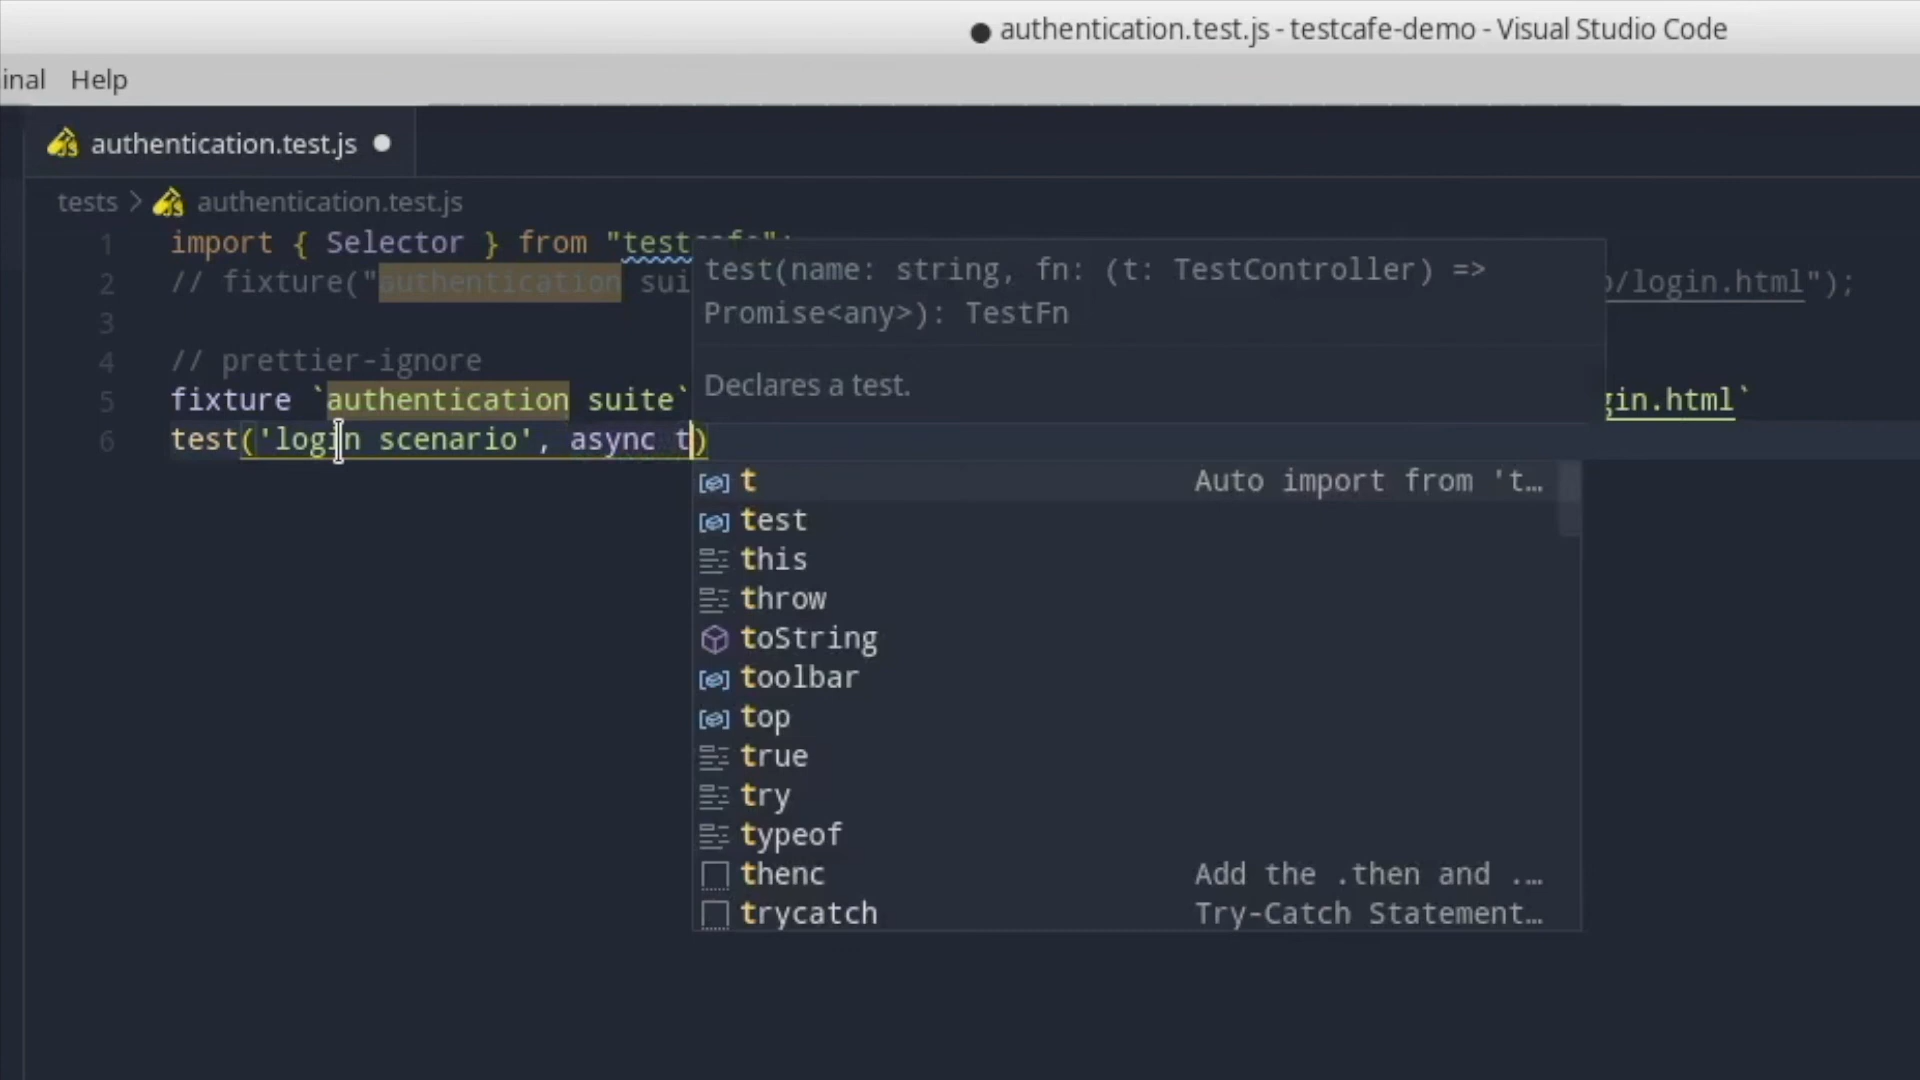 authentication.test.js - testcafe-demo - Visual Studio Code
inal Help
authentication.test.js
tests > authentication.test.js
1 import { Selector } from "testcafe";
2 // fixture("authentication sui /login.html");
3
4 // prettier-ignore
5 fixture `authentication suite` gin.html`
6 test('login scenario', async t)
test(name: string, fn: (t: TestController) =>
Promise<any>): TestFn
Declares a test.
t Auto import from 't…
test
this
throw
toString
toolbar
top
true
try
typeof
thenc Add the .then and .…
trycatch Try-Catch Statement…